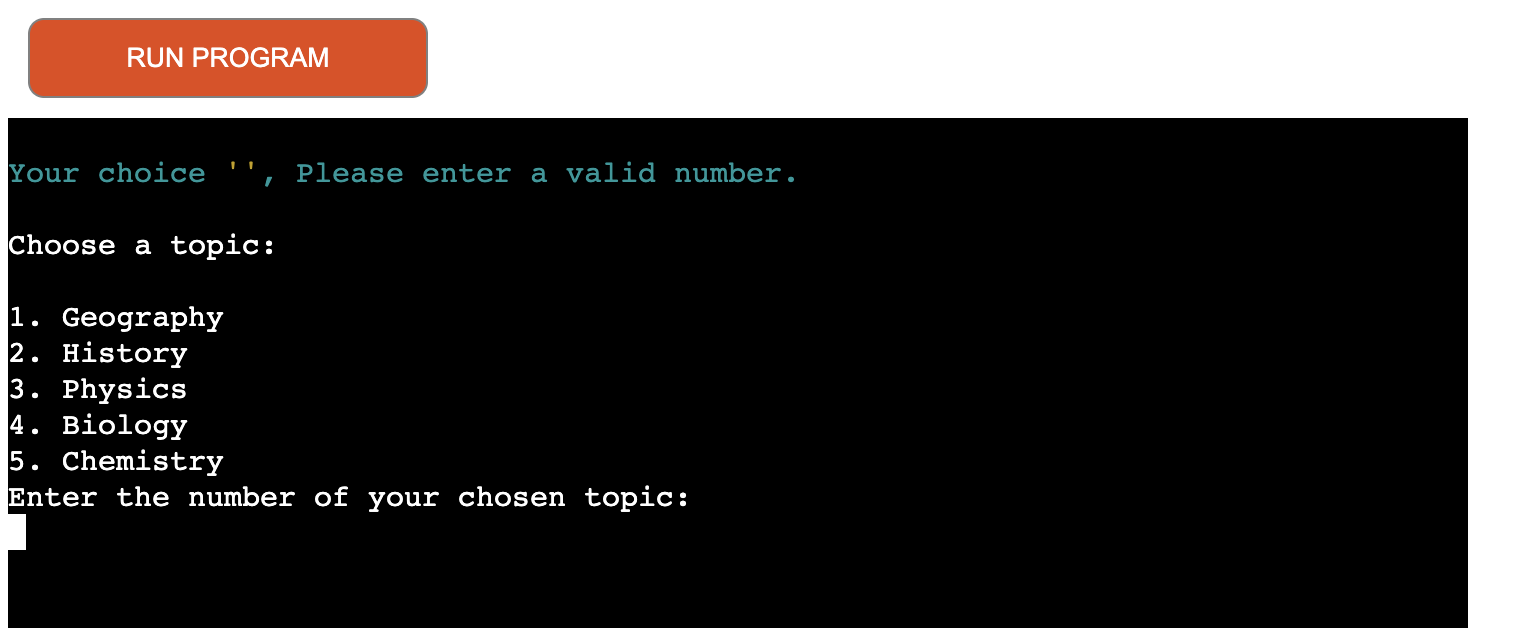 RUN PROGRAM
Your choice '', Please enter a valid number.
Choose a topic:
1. Geography
2. History
3. Physics
4. Biology
5. Chemistry
Enter the number of your chosen topic: